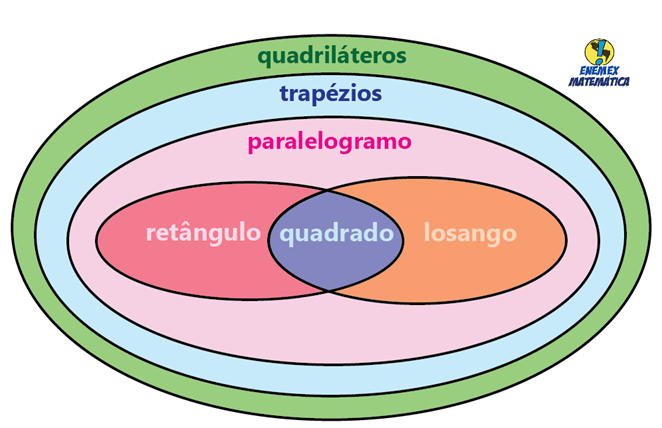 quadriláteros
ENEMEX
MATEMÁTICA
trapézios
paralelogramo
retângulo quadrado losango